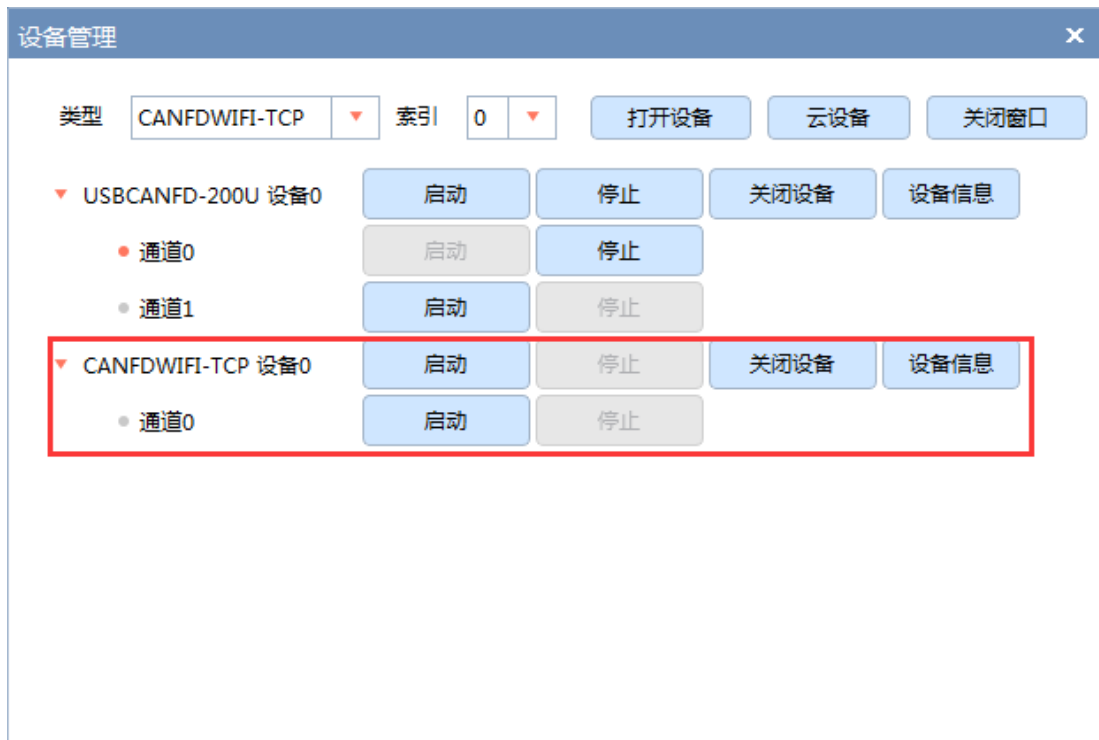 设备管理
类型 CANFDWIFI-TCP 索引 0 打开设备 云设备 关闭窗口
USBCANFD-200U 设备0 启动 停止 关闭设备 设备信息
通道0 启动 停止
通道1 启动 停止
CANFDWIFI-TCP 设备0 启动 停止 关闭设备 设备信息
通道0 启动 停止